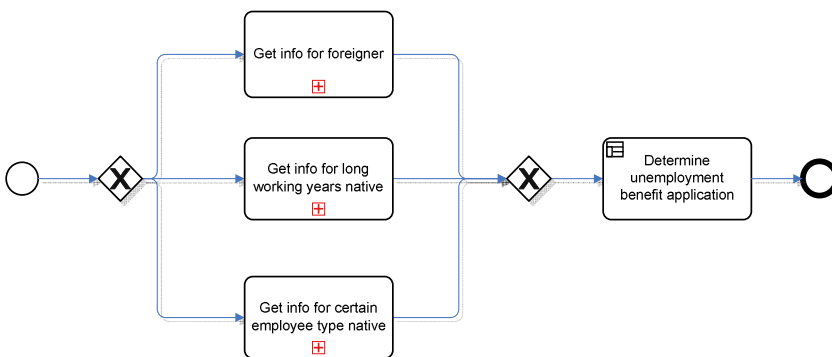 Get info for foreigner
Get info for long
working years native
Determine
unemployment
benefit application
Get info for certain
employee type native